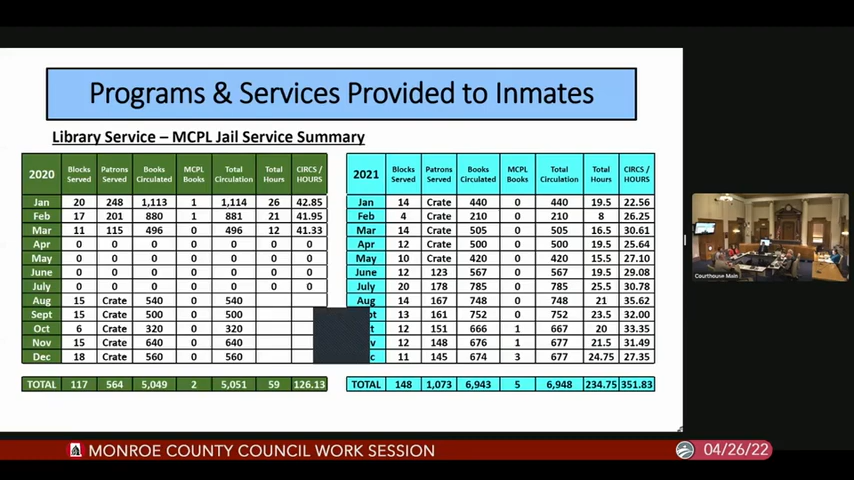 Programs & Services Provided to Inmates
Library Service – MCPL Jail Service Summary
2020 Blocks Served Patrons Served Books Circulated MCPL Books Total Circulation Total Hours CIRCS / HOURS
Jan 20 248 1,113 1 1,114 26 42.85
Feb 17 201 880 1 881 21 41.95
Mar 11 115 496 0 496 12 41.33
Apr 0 0 0 0 0 0 0
May 0 0 0 0 0 0 0
June 0 0 0 0 0 0 0
July 0 0 0 0 0 0 0
Aug 15 Crate 540 540
Sept 15 Crate 500 500
Oct 6 Crate 320 320
Nov 15 Crate 640 640
Dec 18 Crate 560 560
TOTAL 117 564 5,049 2 5,051 59 126.13
2021 Blocks Served Patrons Served Books Circulated MCPL Books Total Circulation Total Hours CIRCS / HOURS
Jan 14 Crate 440 0 440 19.5 22.56
Feb 4 Crate 210 0 210 8 26.25
Mar 14 Crate 505 0 505 16.5 30.61
Apr 12 Crate 500 0 500 19.5 25.64
May 10 Crate 420 0 420 15.5 27.10
June 12 123 567 0 567 19.5 29.08
July 20 178 785 0 785 25.5 30.78
Aug 14 167 748 0 748 21 35.62
pt 13 161 752 0 752 23.5 32.00
t 12 151 666 1 667 20 33.35
v 12 148 676 1 677 21.5 31.49
c 11 145 674 3 677 24.75 27.35
TOTAL 148 1,073 6,943 5 6,948 234.75 351.83
Courthouse Main
MONROE COUNTY COUNCIL WORK SESSION
04/26/22